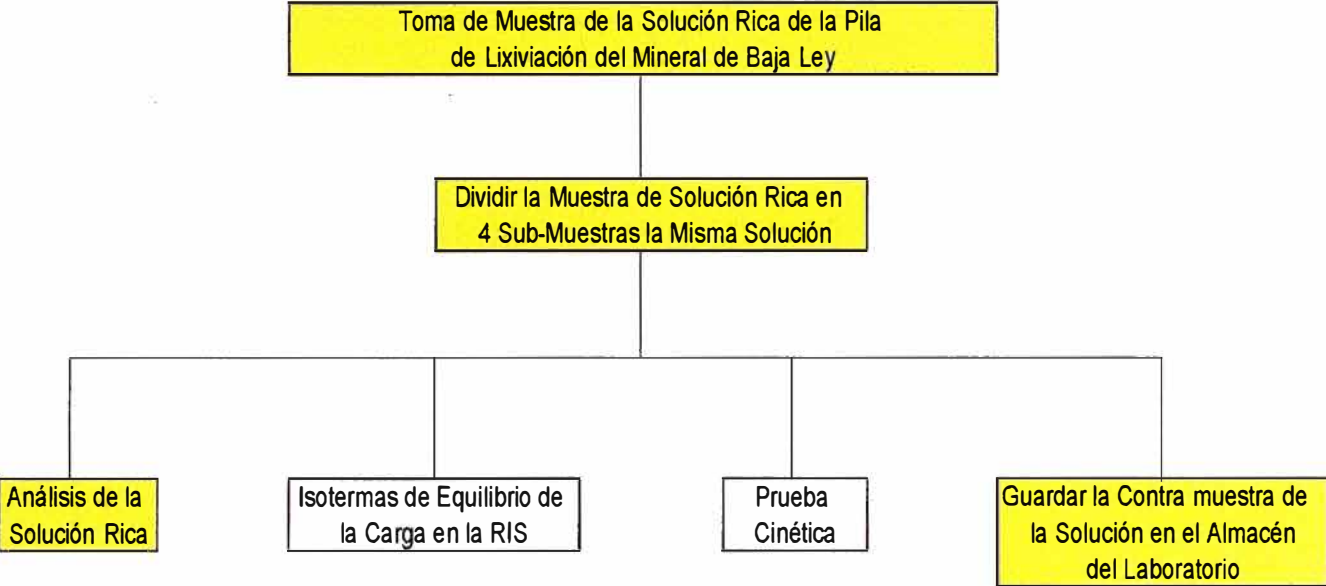 Toma de Muestra de la Solución Rica de la Pila
de Lixiviación del Mineral de Baja Ley
Dividir la Muestra de Solución Rica en
4 Sub-Muestras la Misma Solución
Análisis de la
Solución Rica
Isotermas de Equilibrio de
la Carga en la RIS
Prueba
Cinética
Guardar la Contra muestra de
la Solución en el Almacén
del Laboratorio